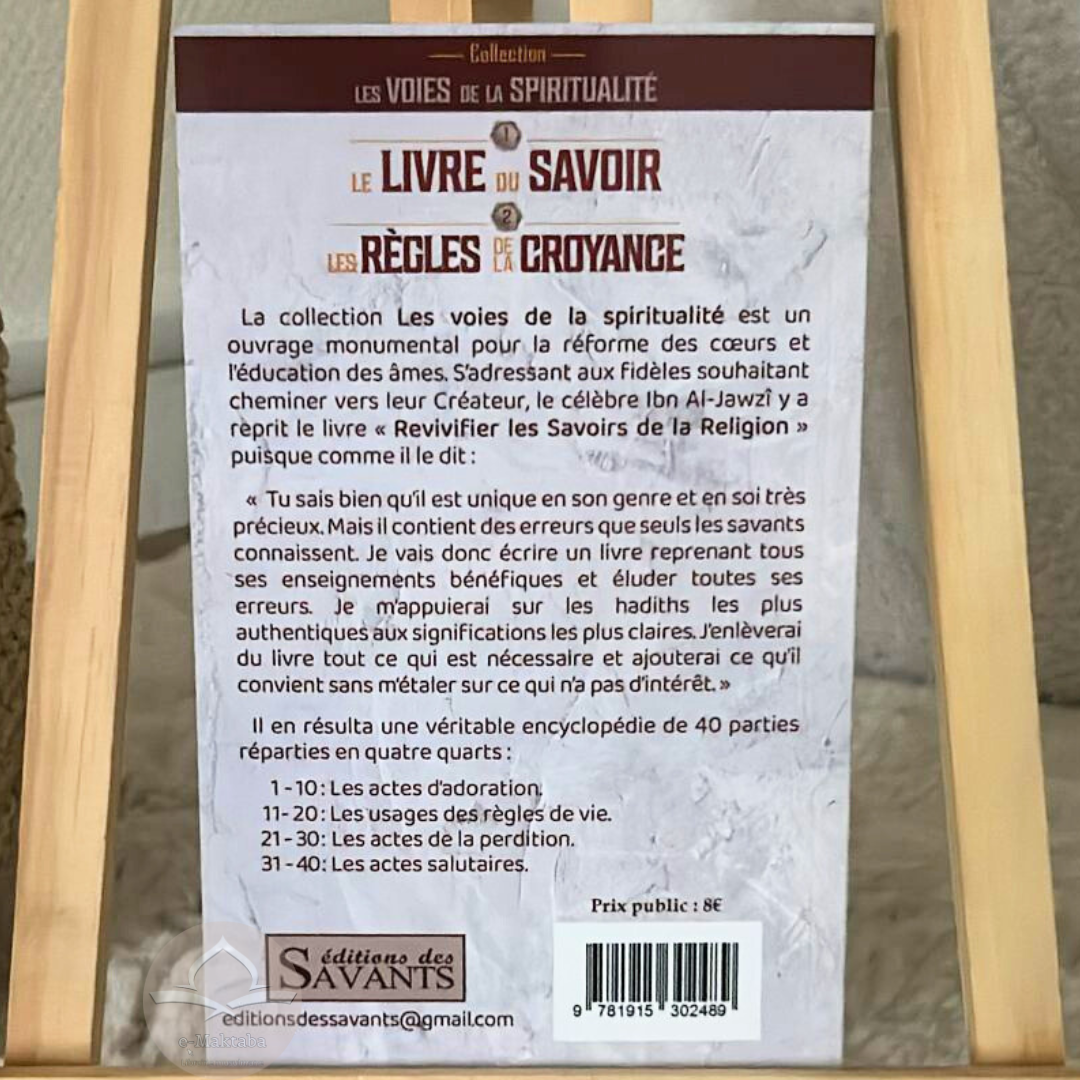 Collection
LES VOIES DE LA SPIRITUALITÉ
1
LE LIVRE DU SAVOIR
2
LES RÈGLES DE LA CROYANCE
La collection Les voies de la spiritualité est un
ouvrage monumental pour la réforme des cœurs et
l'éducation des âmes. S'adressant aux fidèles souhaitant
cheminer vers leur Créateur, le célèbre Ibn Al-Jawzî y a
reprit le livre « Revivifier les Savoirs de la Religion »
puisque comme il le dit :
« Tu sais bien qu'il est unique en son genre et en soi très
précieux. Mais il contient des erreurs que seuls les savants
connaissent. Je vais donc écrire un livre reprenant tous
ses enseignements bénéfiques et éluder toutes ses
erreurs. Je m'appuierai sur les hadiths les plus
authentiques aux significations les plus claires. J'enlèverai
du livre tout ce qui est nécessaire et ajouterai ce qu'il
convient sans m'étaler sur ce qui n'a pas d'intérêt. »
Il en résulta une véritable encyclopédie de 40 parties
réparties en quatre quarts :
1 - 10 : Les actes d'adoration.
11- 20 : Les usages des règles de vie.
21 - 30 : Les actes de la perdition.
31 - 40 : Les actes salutaires.
Prix public : 8€
éditions des
SAVANTS
editionsdessavants@gmail.com
9 781915 302489
e-Maktaba